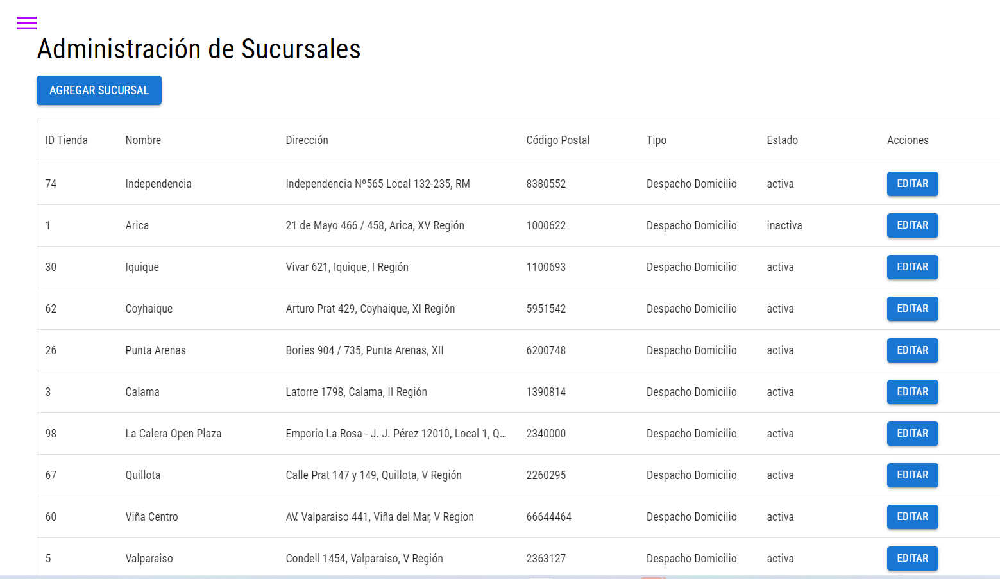 Administración de Sucursales
AGREGAR SUCURSAL
ID Tienda Nombre Dirección Código Postal Tipo Estado Acciones
74 Independencia Independencia Nº565 Local 132-235, RM 8380552 Despacho Domicilio activa EDITAR
1 Arica 21 de Mayo 466 / 458, Arica, XV Región 1000622 Despacho Domicilio inactiva EDITAR
30 Iquique Vivar 621, Iquique, I Región 1100693 Despacho Domicilio activa EDITAR
62 Coyhaique Arturo Prat 429, Coyhaique, XI Región 5951542 Despacho Domicilio activa EDITAR
26 Punta Arenas Bories 904 / 735, Punta Arenas, XII 6200748 Despacho Domicilio activa EDITAR
3 Calama Latorre 1798, Calama, II Región 1390814 Despacho Domicilio activa EDITAR
98 La Calera Open Plaza Emporio La Rosa - J. J. Pérez 12010, Local 1, Q... 2340000 Despacho Domicilio activa EDITAR
67 Quillota Calle Prat 147 y 149, Quillota, V Región 2260295 Despacho Domicilio activa EDITAR
60 Viña Centro AV. Valparaiso 441, Viña del Mar, V Region 66644464 Despacho Domicilio activa EDITAR
5 Valparaiso Condell 1454, Valparaiso, V Región 2363127 Despacho Domicilio activa EDITAR